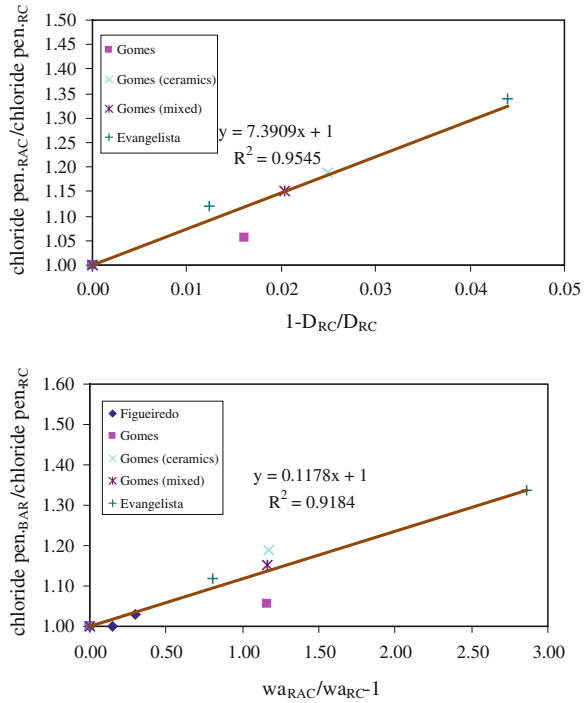 chloride pen.RAC/chloride pen.RC
1.50
1.45
1.40
1.35
1.30
1.25
1.20
1.15
1.10
1.05
1.00
Gomes
Gomes (ceramics)
Gomes (mixed)
Evangelista
y = 7.3909x + 1
R² = 0.9545
0.00 0.01 0.02 0.03 0.04 0.05
1-DRC/DRC
chloride pen.BAR/chloride pen.RC
1.60
1.50
1.40
1.30
1.20
1.10
1.00
Figueiredo
Gomes
Gomes (ceramics)
Gomes (mixed)
Evangelista
y = 0.1178x + 1
R² = 0.9184
0.00 0.50 1.00 1.50 2.00 2.50 3.00
waRAC/waRC-1